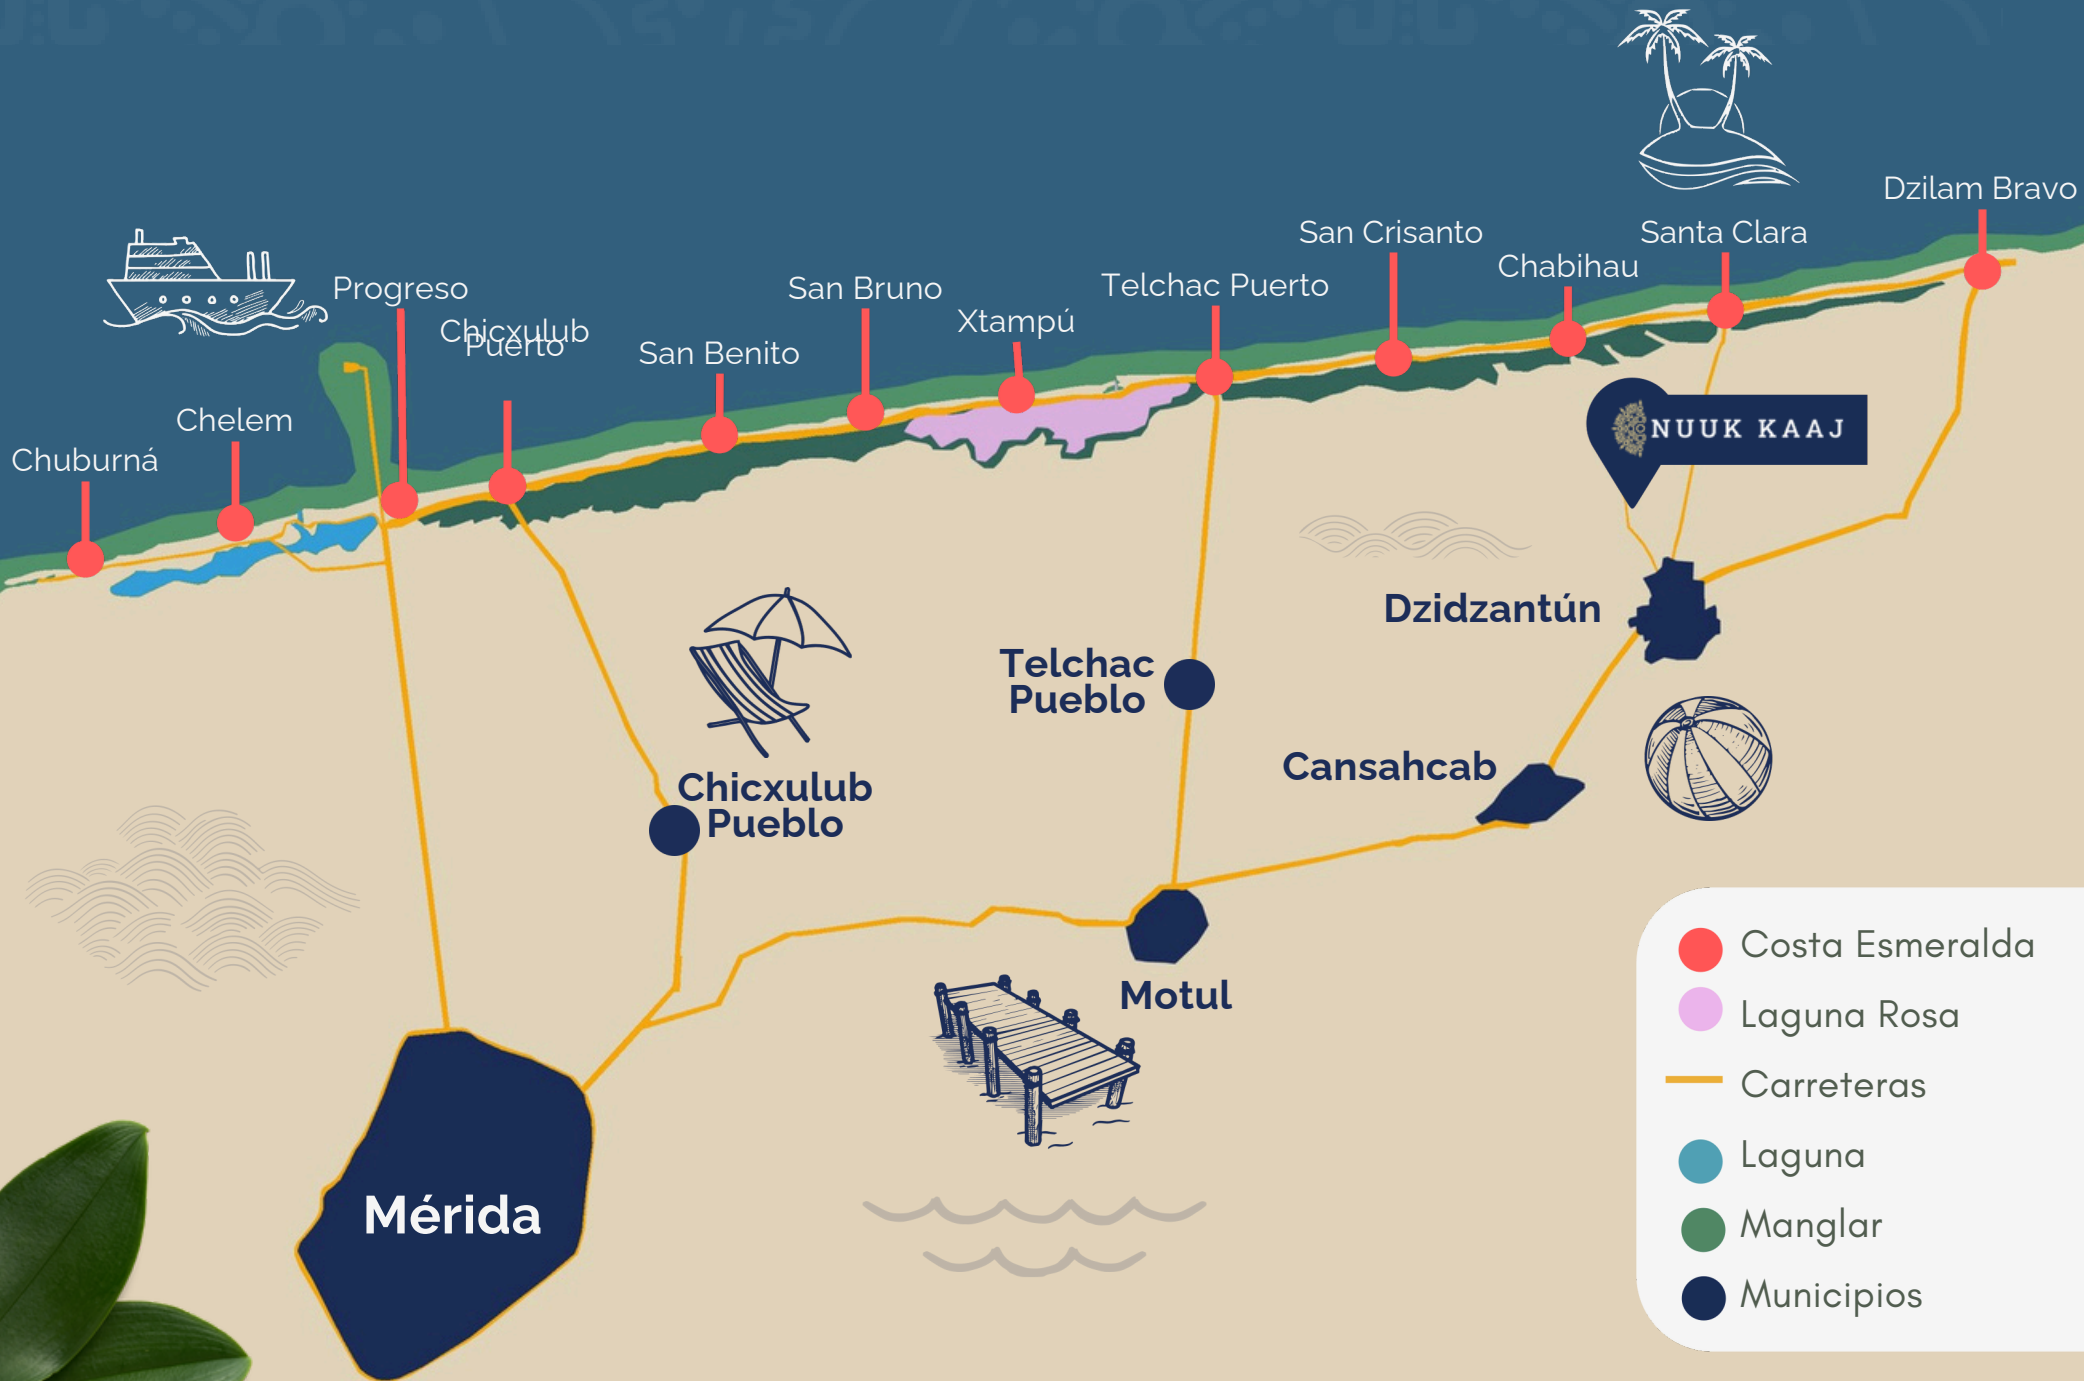 Dzilam Bravo
San Crisanto
Santa Clara
Chabihau
Progreso
San Bruno
Telchac Puerto
Xtampú
Chicxulub
Puerto
San Benito
Chelem
Chuburná
NUUK KAAJ
Dzidzantún
Telchac
Pueblo
Cansahcab
Chicxulub
Pueblo
Motul
Mérida
Costa Esmeralda
Laguna Rosa
Carreteras
Laguna
Manglar
Municipios